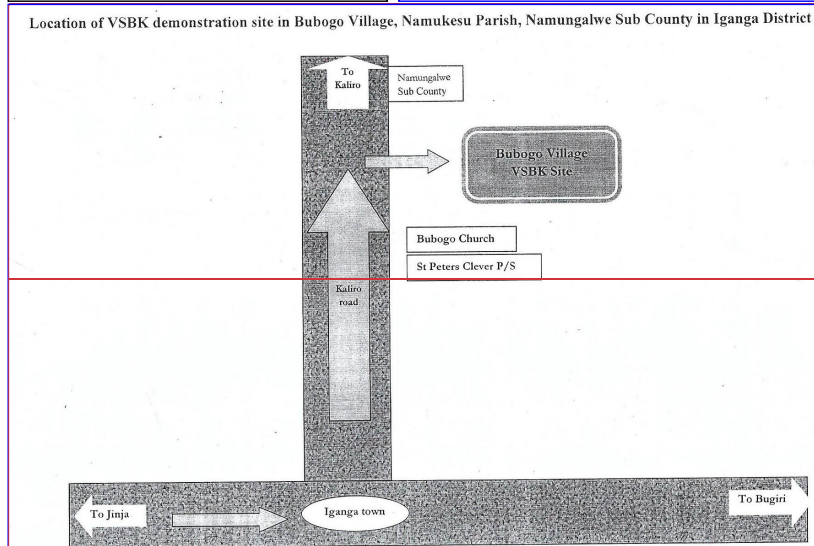 Location of VSBK demonstration site in Bubogo Village, Namukesu Parish, Namungalwe Sub County in Iganga District
To
Kaliro
Namungalwe
Sub County
Bubogo Village
VSBK Site
Bubogo Church
St Peters Clever P/S
Kaliro
road
To Jinja
Iganga town
To Bugiri